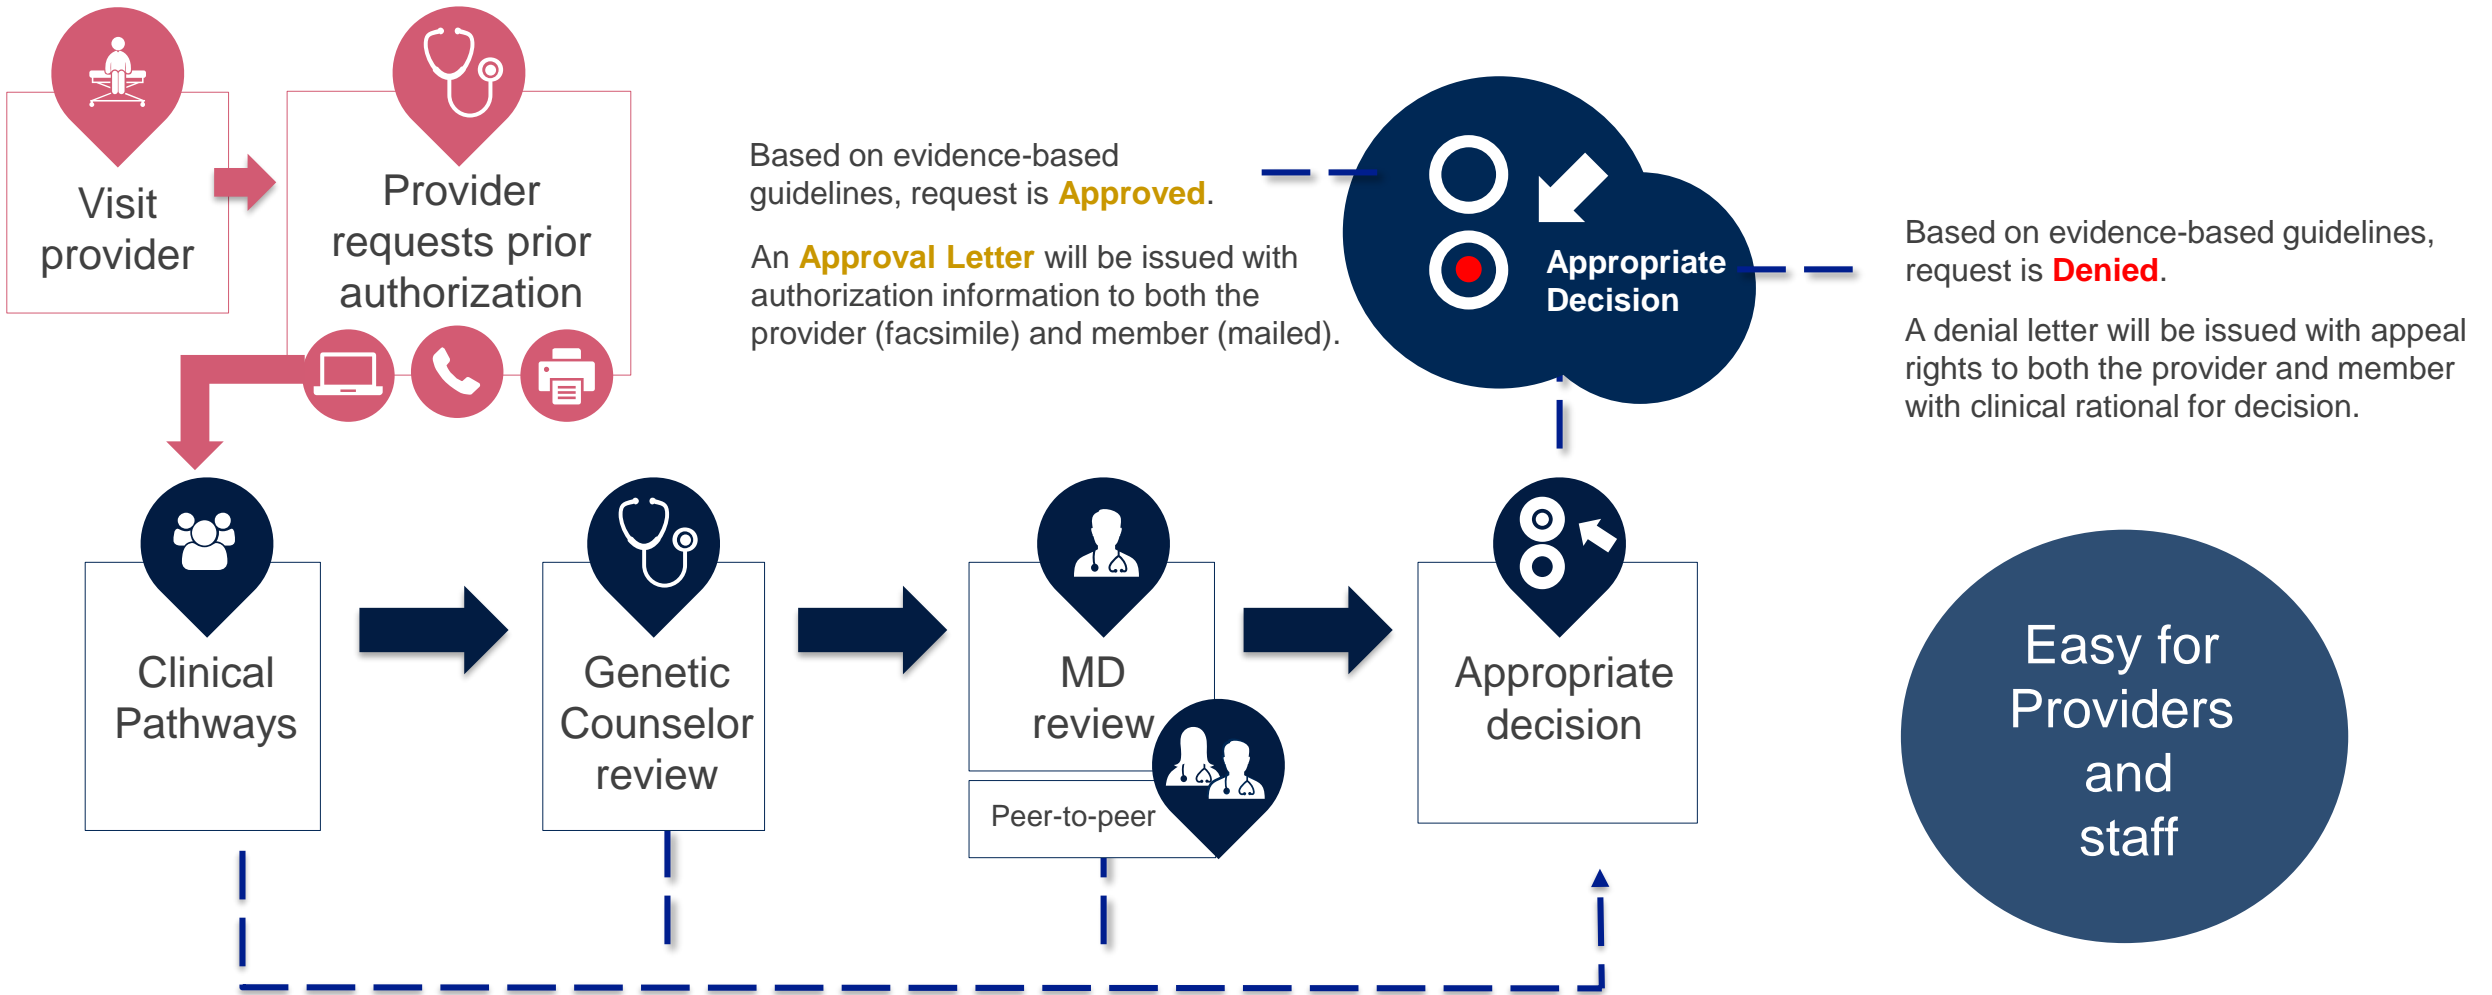 Visit
provider
Provider
requests prior
authorization
Based on evidence-based
guidelines, request is Approved.
An Approval Letter will be issued with
authorization information to both the
provider (facsimile) and member (mailed).
Appropriate
Decision
Based on evidence-based guidelines,
request is Denied.
A denial letter will be issued with appeal
rights to both the provider and member
with clinical rational for decision.
Clinical
Pathways
Genetic
Counselor
review
MD
review
Peer-to-peer
Appropriate
decision
Easy for
Providers
and
staff